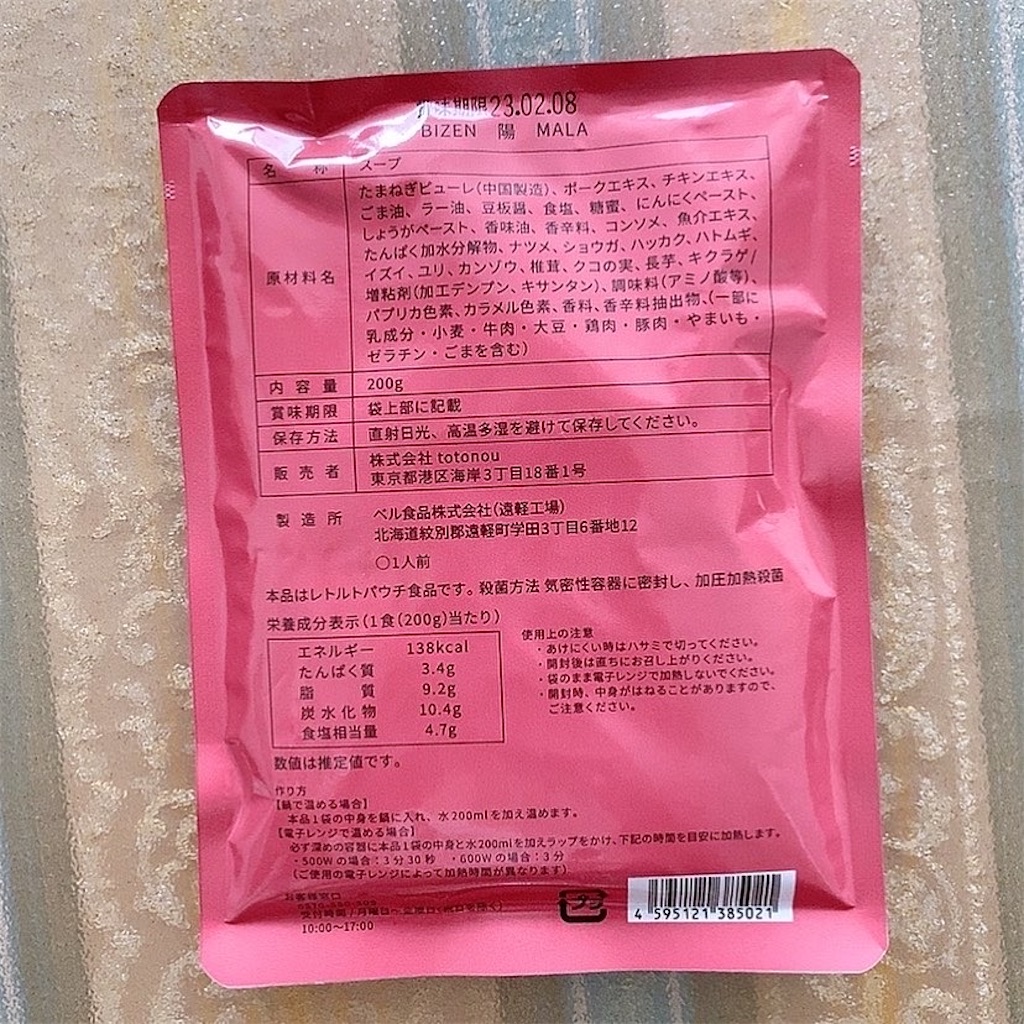 賞味期限23.02.08
BIZEN 陽 MALA
名称 スープ
原材料名
たまねぎピューレ(中国製造)、ポークエキス、チキンエキス、
ごま油、ラー油、豆板醤、食塩、糖蜜、にんにくペースト、
しょうがペースト、香味油、香辛料、コンソメ、魚介エキス、
たんぱく加水分解物、ナツメ、ショウガ、ハッカク、ハトムギ、
イズイ、ユリ、カンゾウ、椎茸、クコの実、長芋、キクラゲ/
増粘剤(加工デンプン、キサンタン)、調味料(アミノ酸等)、
パプリカ色素、カラメル色素、香料、香辛料抽出物、(一部に
乳成分・小麦・牛肉・大豆・鶏肉・豚肉・やまいも・
ゼラチン・ごまを含む)
内容量 200g
賞味期限 袋上部に記載
保存方法 直射日光、高温多湿を避けて保存してください。
販売者 株式会社 totonou
東京都港区海岸3丁目18番1号
製造所 ベル食品株式会社(遠軽工場)
北海道紋別郡遠軽町学田3丁目6番地12
○1人前
本品はレトルトパウチ食品です。殺菌方法 気密性容器に密封し、加圧加熱殺菌
栄養成分表示(1食(200g)当たり)
エネルギー 138kcal
たんぱく質 3.4g
脂質 9.2g
炭水化物 10.4g
食塩相当量 4.7g
数値は推定値です。
使用上の注意
・あけにくい時はハサミで切ってください。
・開封後は直ちにお召し上がりください。
・袋のまま電子レンジで加熱しないでください。
・開封時、中身がはねることがありますので、
ご注意ください。
作り方
【鍋で温める場合】
本品1袋の中身を鍋に入れ、水200mlを加え温めます。
【電子レンジで温める場合】
必ず深めの容器に本品1袋の中身と水200mlを加えラップをかけ、下記の時間を目安に加熱します。
・500Wの場合:3分30秒 ・600Wの場合:3分
(ご使用の電子レンジによって加熱時間が異なります)
お客様窓口
受付時間/月曜日～金曜日(祝日を除く)
10:00～17:00
プラ
4 595121 385021